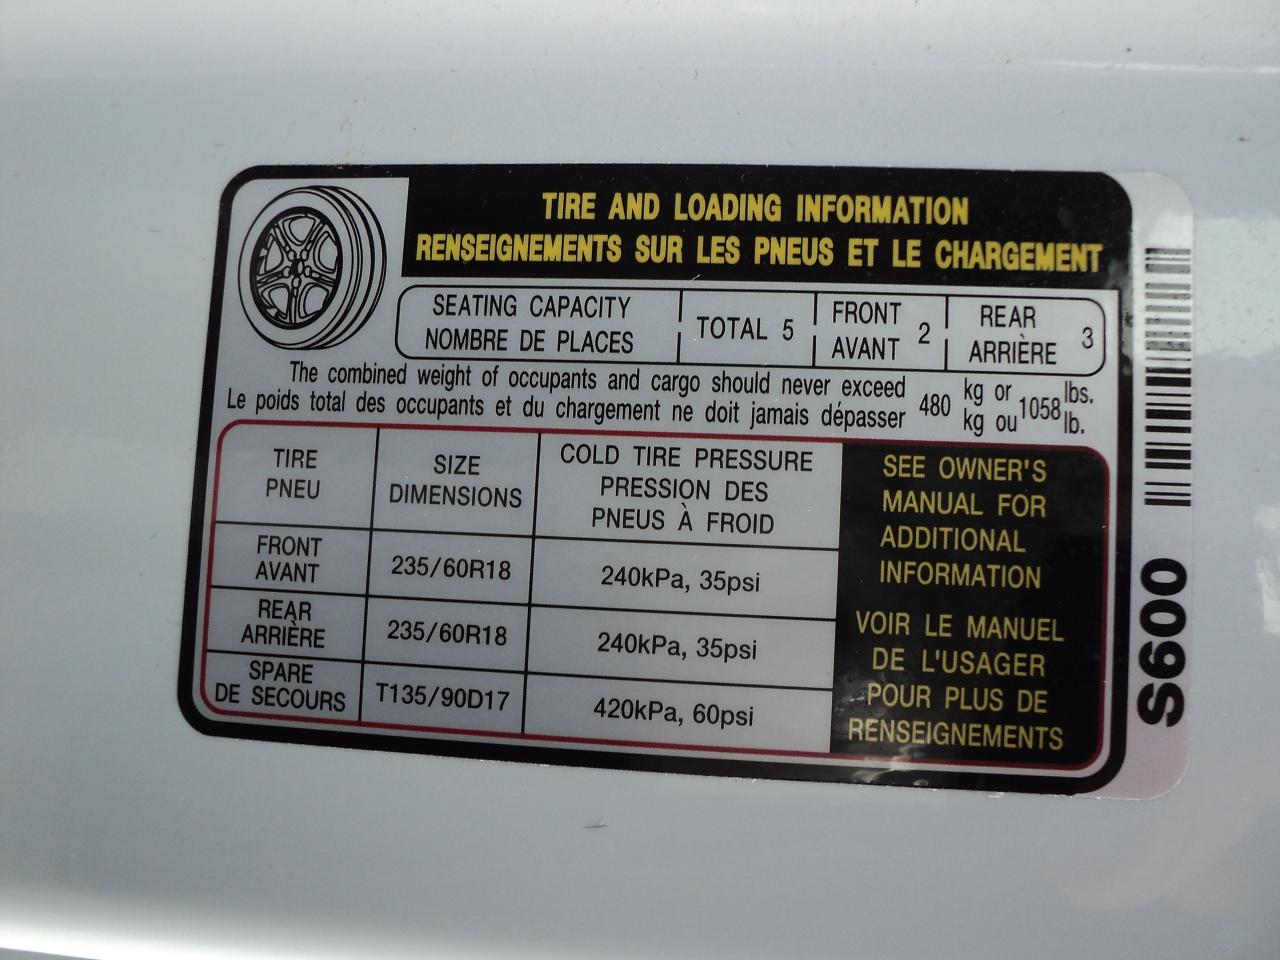 TIRE AND LOADING INFORMATION
RENSEIGNEMENTS SUR LES PNEUS ET LE CHARGEMENT
SEATING CAPACITY
NOMBRE DE PLACES
TOTAL 5
FRONT
AVANT
2
REAR
ARRIÈRE
3
The combined weight of occupants and cargo should never exceed
Le poids total des occupants et du chargement ne doit jamais dépasser
480
kg or
kg ou
1058
lbs.
lb.
TIRE
PNEU
SIZE
DIMENSIONS
COLD TIRE PRESSURE
PRESSION DES
PNEUS À FROID
FRONT
AVANT
235/60R18
240kPa, 35psi
REAR
ARRIÈRE
235/60R18
240kPa, 35psi
SPARE
DE SECOURS
T135/90D17
420kPa, 60psi
SEE OWNER'S
MANUAL FOR
ADDITIONAL
INFORMATION
VOIR LE MANUEL
DE L'USAGER
POUR PLUS DE
RENSEIGNEMENTS
S600